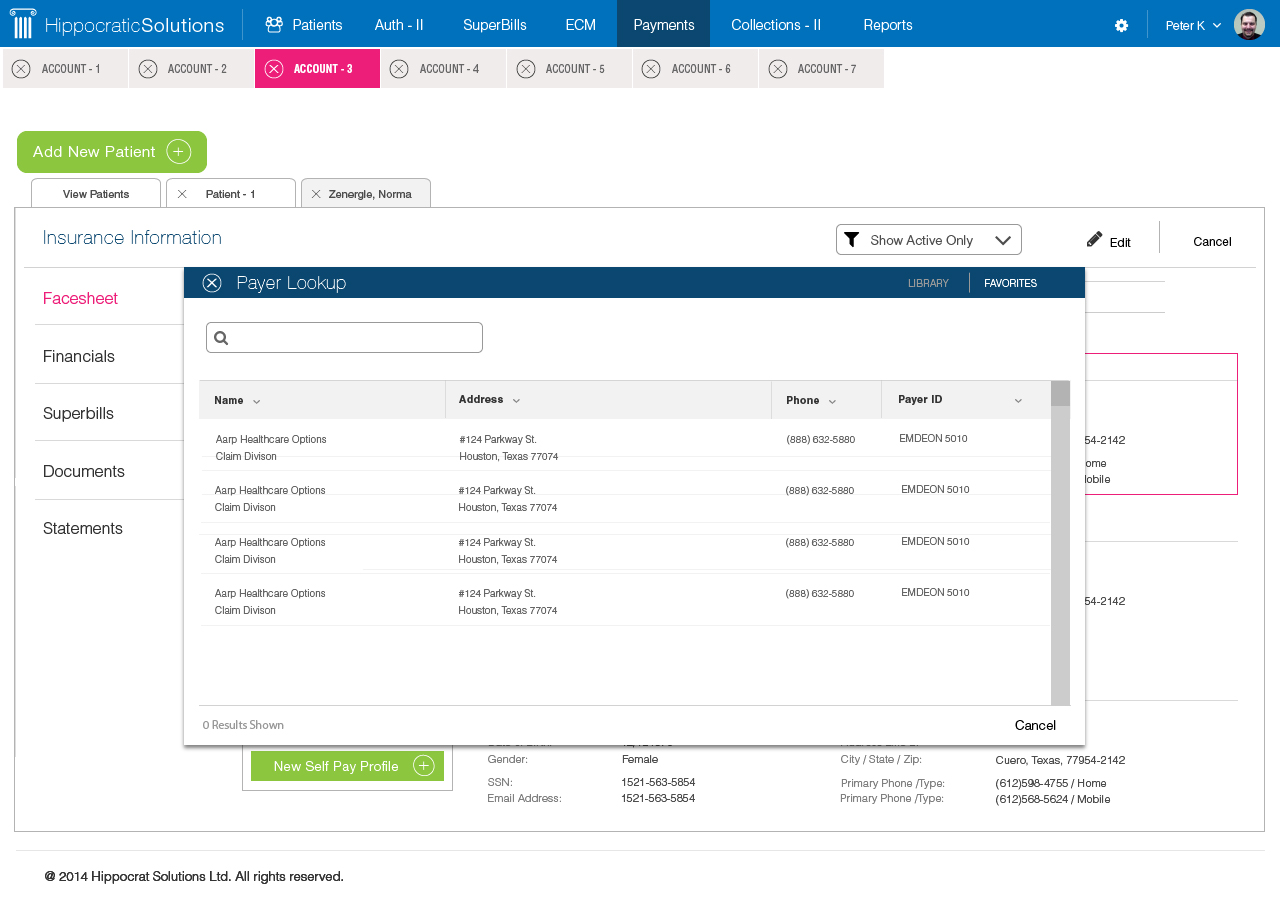 HippocraticSolutions
Patients
Auth - II
SuperBills
ECM
Payments
Collections - II
Reports
Peter K
ACCOUNT - 1
ACCOUNT - 2
ACCOUNT - 3
ACCOUNT - 4
ACCOUNT - 5
ACCOUNT - 6
ACCOUNT - 7
Add New Patient
View Patients
Patient - 1
Zenergle, Norma
Insurance Information
Show Active Only
Edit
Cancel
Facesheet
Financials
Superbills
Documents
Statements
Payer Lookup
LIBRARY
FAVORITES
Name
Address
Phone
Payer ID
Aarp Healthcare Options
Claim Divison
#124 Parkway St.
Houston, Texas 77074
(888) 632-5880
EMDEON 5010
Aarp Healthcare Options
Claim Divison
#124 Parkway St.
Houston, Texas 77074
(888) 632-5880
EMDEON 5010
Aarp Healthcare Options
Claim Divison
#124 Parkway St.
Houston, Texas 77074
(888) 632-5880
EMDEON 5010
Aarp Healthcare Options
Claim Divison
#124 Parkway St.
Houston, Texas 77074
(888) 632-5880
EMDEON 5010
54-2142
ome
54-2142
0 Results Shown
Cancel
New Self Pay Profile
Gender:
Female
SSN:
1521-563-5854
Email Address:
1521-563-5854
City / State / Zip:
Cuero, Texas, 77954-2142
Primary Phone /Type:
(612)598-4755 / Home
Primary Phone /Type:
(612)568-5624 / Mobile
@ 2014 Hippocrat Solutions Ltd. All rights reserved.